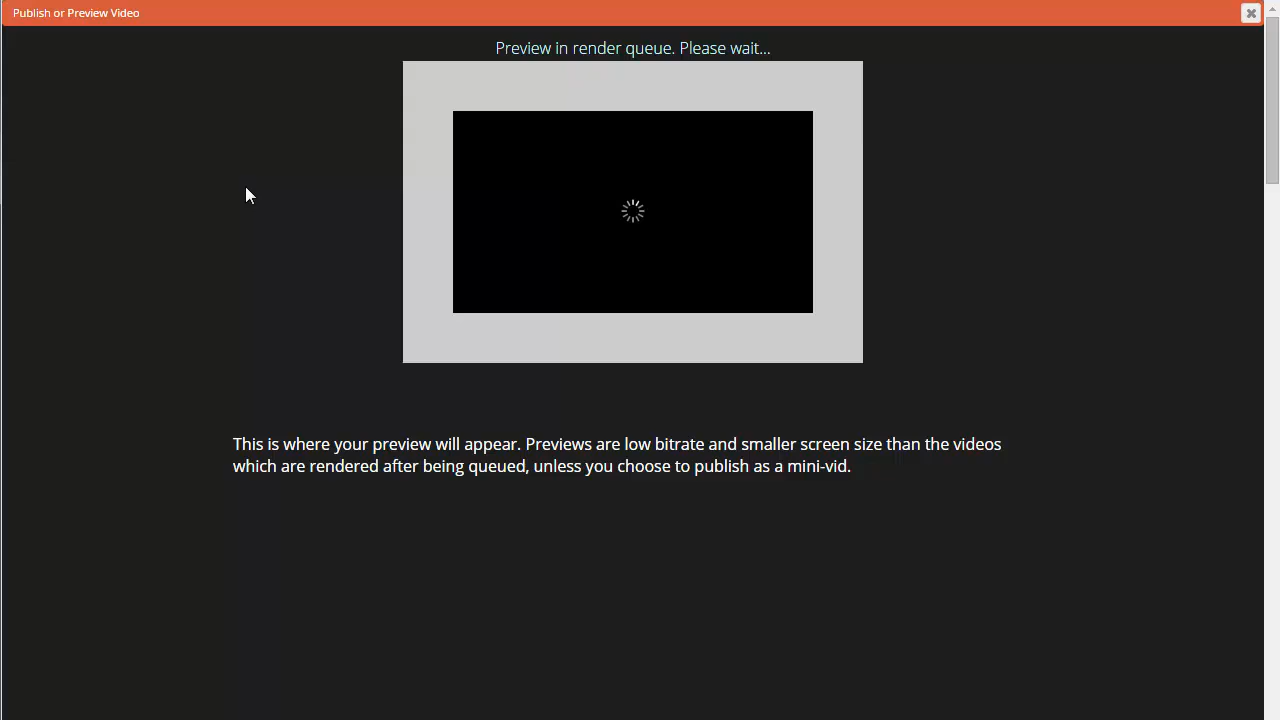 Publish or Preview Video
Preview in render queue. Please wait...
This is where your preview will appear. Previews are low bitrate and smaller screen size than the videos
which are rendered after being queued, unless you choose to publish as a mini-vid.